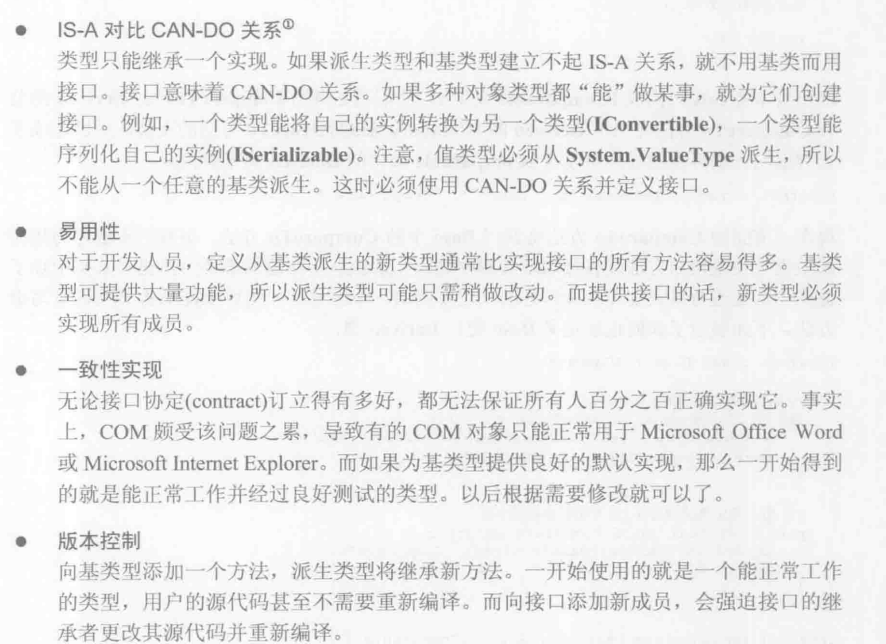 ● IS-A 对比 CAN-DO 关系①
类型只能继承一个实现。如果派生类型和基类型建立不起 IS-A 关系，就不用基类而用
接口。接口意味着 CAN-DO 关系。如果多种对象类型都“能”做某事，就为它们创建
接口。例如，一个类型能将自己的实例转换为另一个类型(IConvertible)，一个类型能
序列化自己的实例(ISerializable)。注意，值类型必须从 System.ValueType 派生，所以
不能从一个任意的基类派生。这时必须使用 CAN-DO 关系并定义接口。
● 易用性
对于开发人员，定义从基类派生的新类型通常比实现接口的所有方法容易得多。基类
型可提供大量功能，所以派生类型可能只需稍做改动。而提供接口的话，新类型必须
实现所有成员。
● 一致性实现
无论接口协定(contract)订立得有多好，都无法保证所有人百分之百正确实现它。事实
上，COM 颇受该问题之累，导致有的 COM 对象只能正常用于 Microsoft Office Word
或 Microsoft Internet Explorer。而如果为基类型提供良好的默认实现，那么一开始得到
的就是能正常工作并经过良好测试的类型。以后根据需要修改就可以了。
● 版本控制
向基类型添加一个方法，派生类型将继承新方法。一开始使用的就是一个能正常工作
的类型，用户的源代码甚至不需要重新编译。而向接口添加新成员，会强迫接口的继
承者更改其源代码并重新编译。